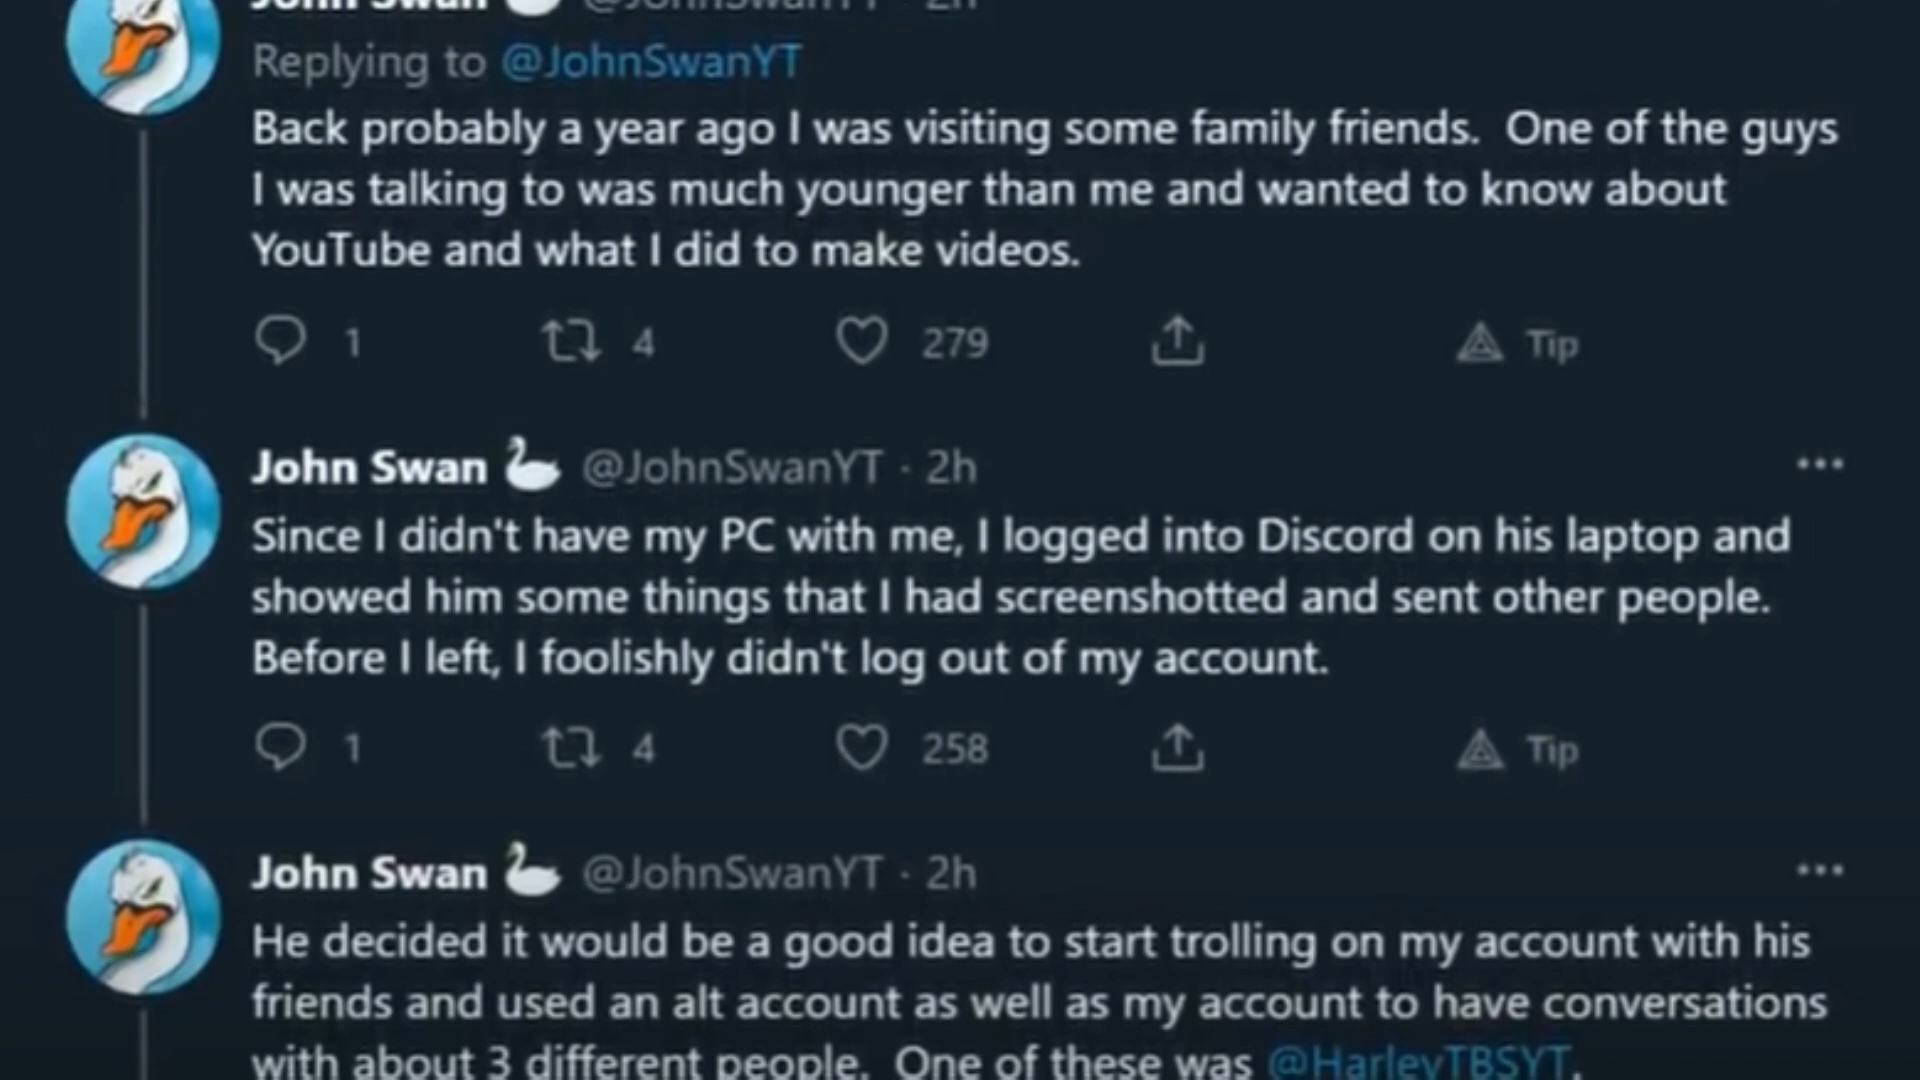 John Swan @JohnSwanYT · 2h
Replying to @JohnSwanYT
Back probably a year ago I was visiting some family friends.  One of the guys
I was talking to was much younger than me and wanted to know about
YouTube and what I did to make videos.
1 4 279 Tip
John Swan 🦢 @JohnSwanYT · 2h
Since I didn't have my PC with me, I logged into Discord on his laptop and
showed him some things that I had screenshotted and sent other people.
Before I left, I foolishly didn't log out of my account.
1 4 258 Tip
John Swan 🦢 @JohnSwanYT · 2h
He decided it would be a good idea to start trolling on my account with his
friends and used an alt account as well as my account to have conversations
with about 3 different people.  One of these was @HarleyTBSYT.